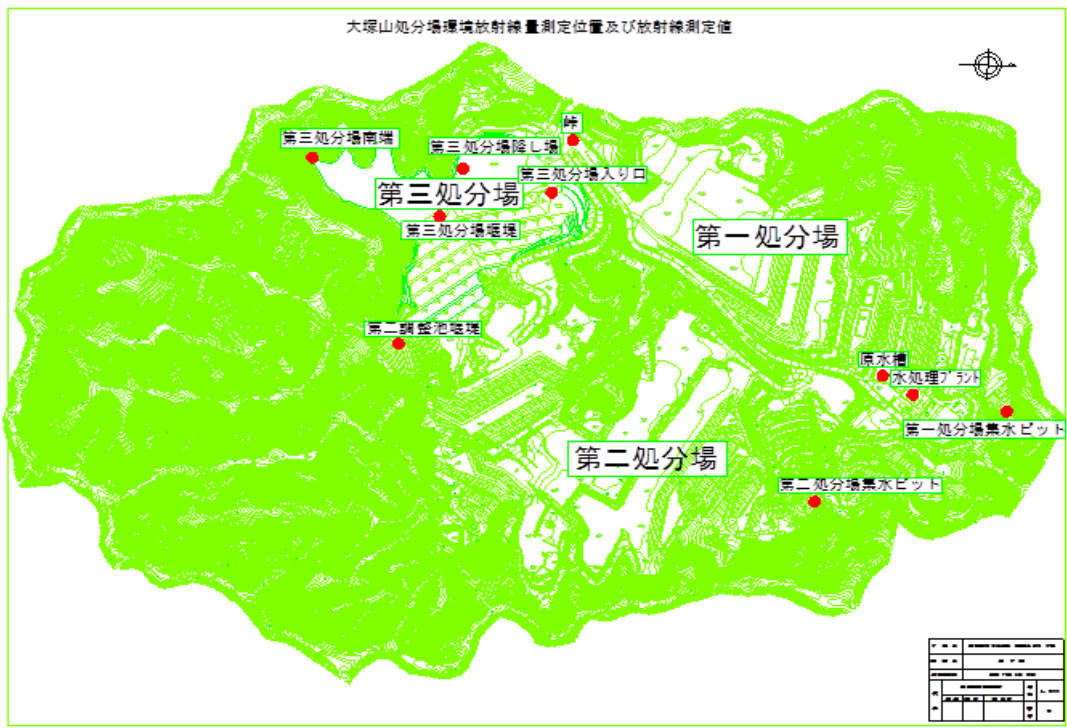 大塚山処分場環境放射線量測定位置及び放射線測定値
峠
第三処分場南端
第三処分場降し場
第三処分場入り口
第三処分場
第三処分場堰堤
第一処分場
第二調整池堰堤
原水槽
水処理プラント
第一処分場集水ピット
第二処分場
第二処分場集水ピット